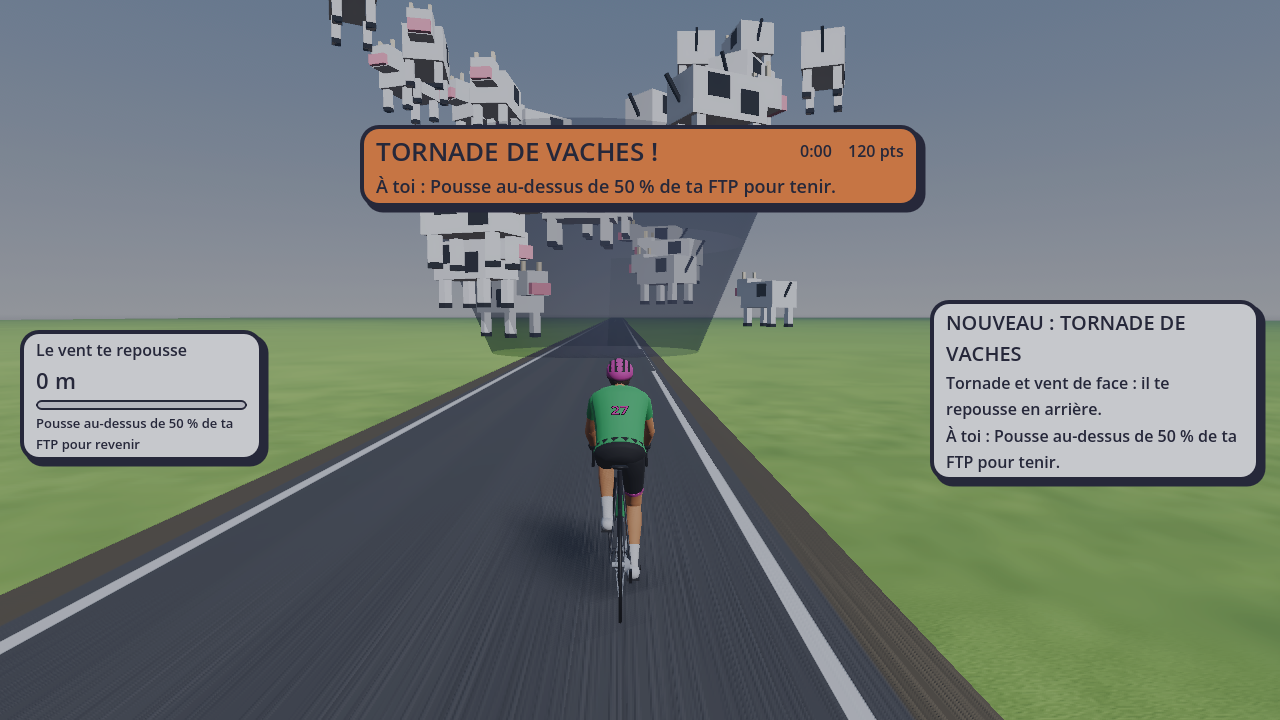 TORNADE DE VACHES ! 0:00 120 pts
À toi : Pousse au-dessus de 50 % de ta FTP pour tenir.
Le vent te repousse
0 m
Pousse au-dessus de 50 % de ta
FTP pour revenir
NOUVEAU : TORNADE DE
VACHES
Tornade et vent de face : il te
repousse en arrière.
À toi : Pousse au-dessus de 50 % de ta
FTP pour tenir.
27